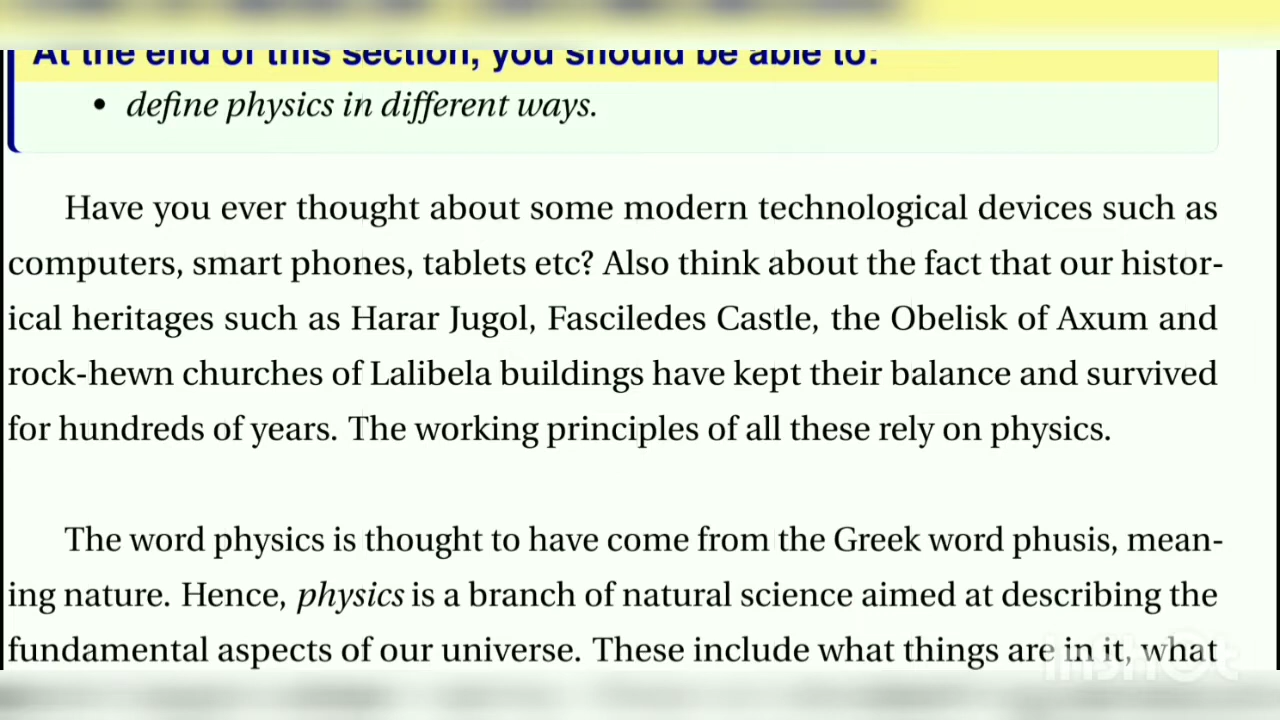 At the end of this section, you should be able to:
• define physics in different ways.
Have you ever thought about some modern technological devices such as
computers, smart phones, tablets etc? Also think about the fact that our histor-
ical heritages such as Harar Jugol, Fasciledes Castle, the Obelisk of Axum and
rock-hewn churches of Lalibela buildings have kept their balance and survived
for hundreds of years. The working principles of all these rely on physics.
The word physics is thought to have come from the Greek word phusis, mean-
ing nature. Hence, physics is a branch of natural science aimed at describing the
fundamental aspects of our universe. These include what things are in it, what
InShot